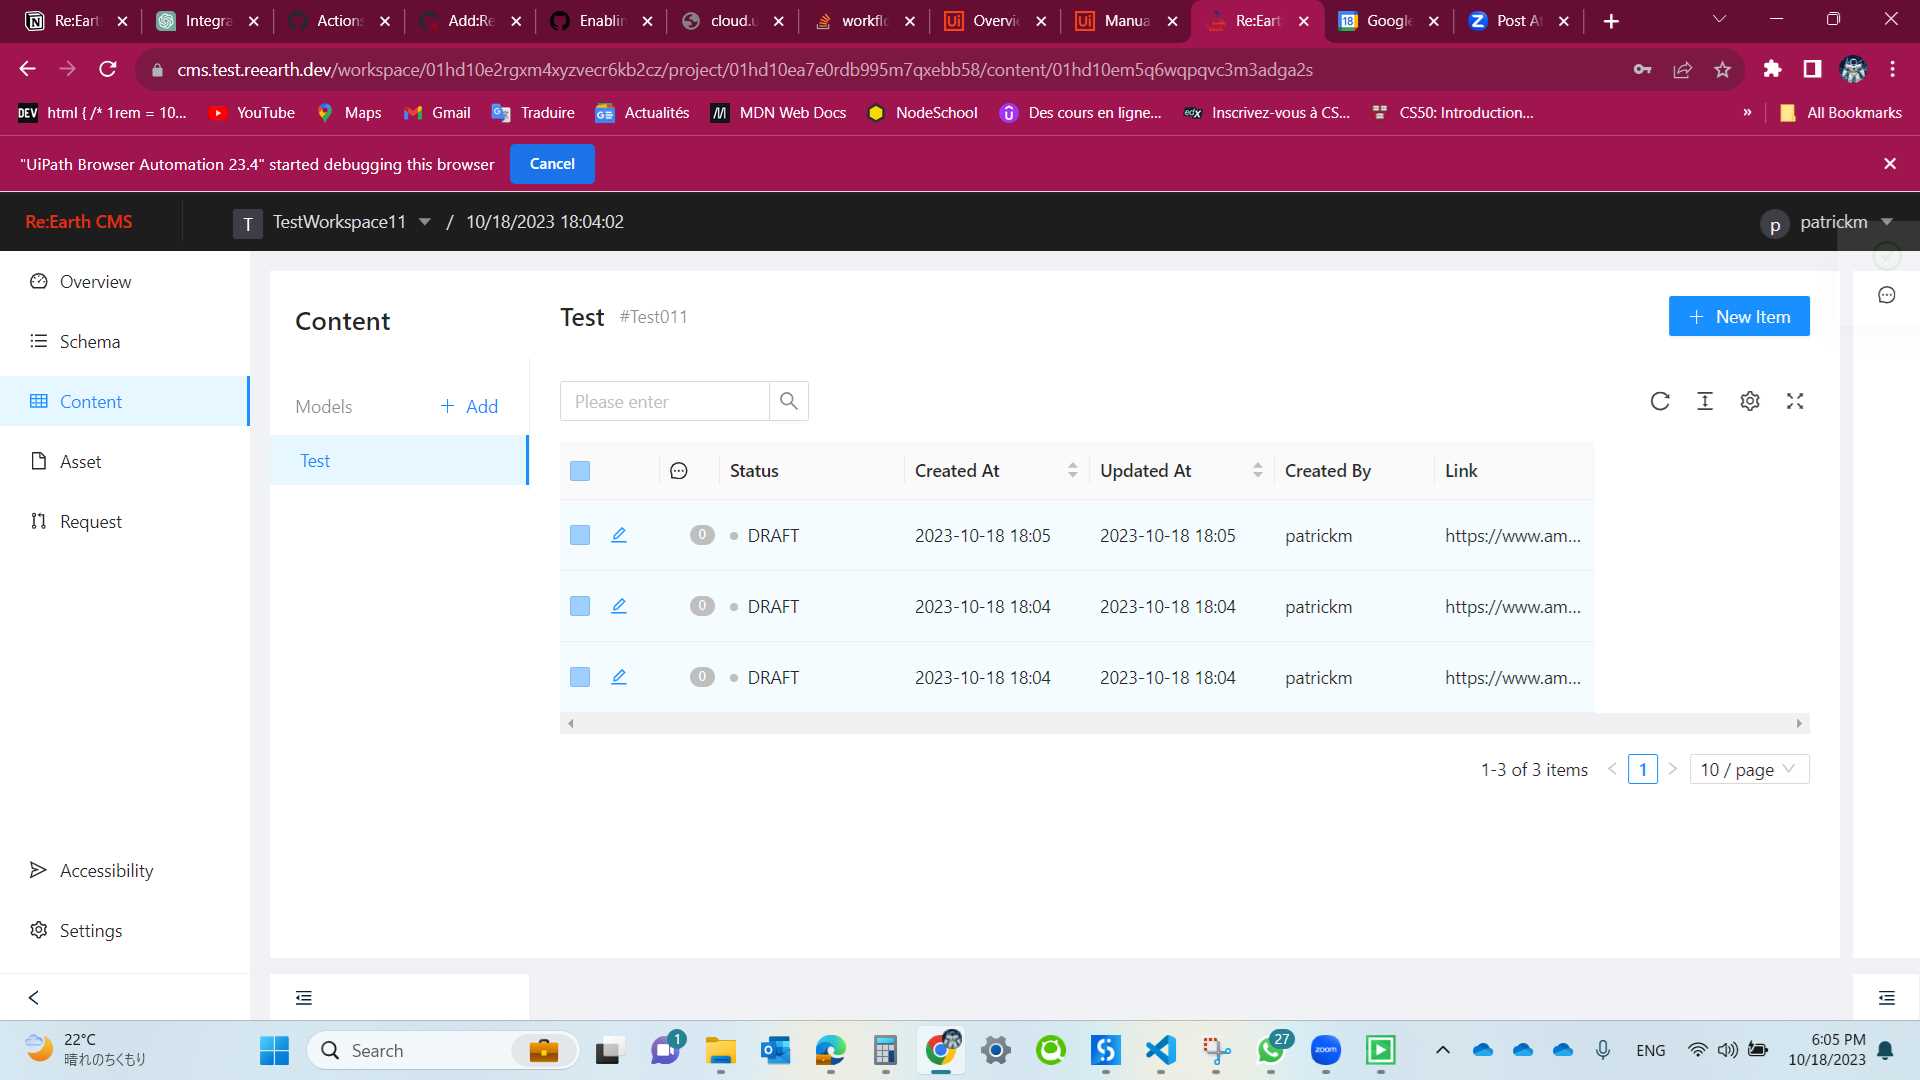 Re:Eart
Integra
Actions
Add:Re
Enablin
cloud.u
workflo
Overvie
Manua
Re:Eart
Google
Post At
cms.test.reearth.dev/workspace/01hd10e2rgxm4xyzvecr6kb2cz/project/01hd10ea7e0rdb995m7qxebb58/content/01hd10em5q6wqpqvc3m3adga2s
DEV html { /* 1rem = 10... YouTube Maps Gmail Traduire Actualités MDN Web Docs NodeSchool Des cours en ligne... edX Inscrivez-vous à CS... CS50: Introduction... » All Bookmarks
"UiPath Browser Automation 23.4" started debugging this browser Cancel
Re:Earth CMS T TestWorkspace11 / 10/18/2023 18:04:02 p patrickm
Overview
Schema
Content
Asset
Request
Accessibility
Settings
Content
Models + Add
Test
Test #Test011
+ New Item
Please enter
Status Created At Updated At Created By Link
0 DRAFT 2023-10-18 18:05 2023-10-18 18:05 patrickm https://www.am...
0 DRAFT 2023-10-18 18:04 2023-10-18 18:04 patrickm https://www.am...
0 DRAFT 2023-10-18 18:04 2023-10-18 18:04 patrickm https://www.am...
1-3 of 3 items < 1 > 10 / page
22°C
晴れのちくもり
Search
1
zoom
27
ENG
6:05 PM
10/18/2023